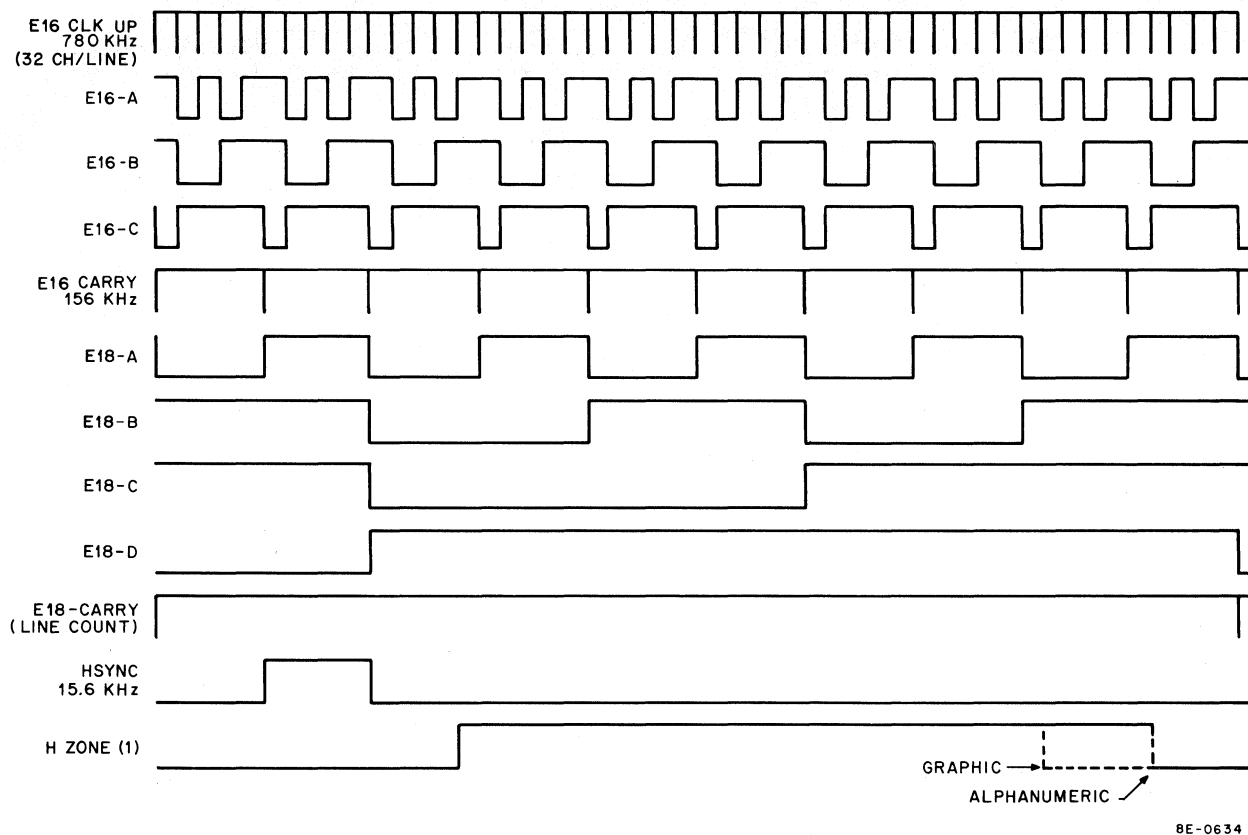 E16 CLK UP
780 KHz
(32 CH/LINE)
E16-A
E16-B
E16-C
E16 CARRY
156 KHz
E18-A
E18-B
E18-C
E18-D
E18-CARRY
(LINE COUNT)
HSYNC
15.6 KHz
H ZONE (1)
GRAPHIC
ALPHANUMERIC
8E-0634